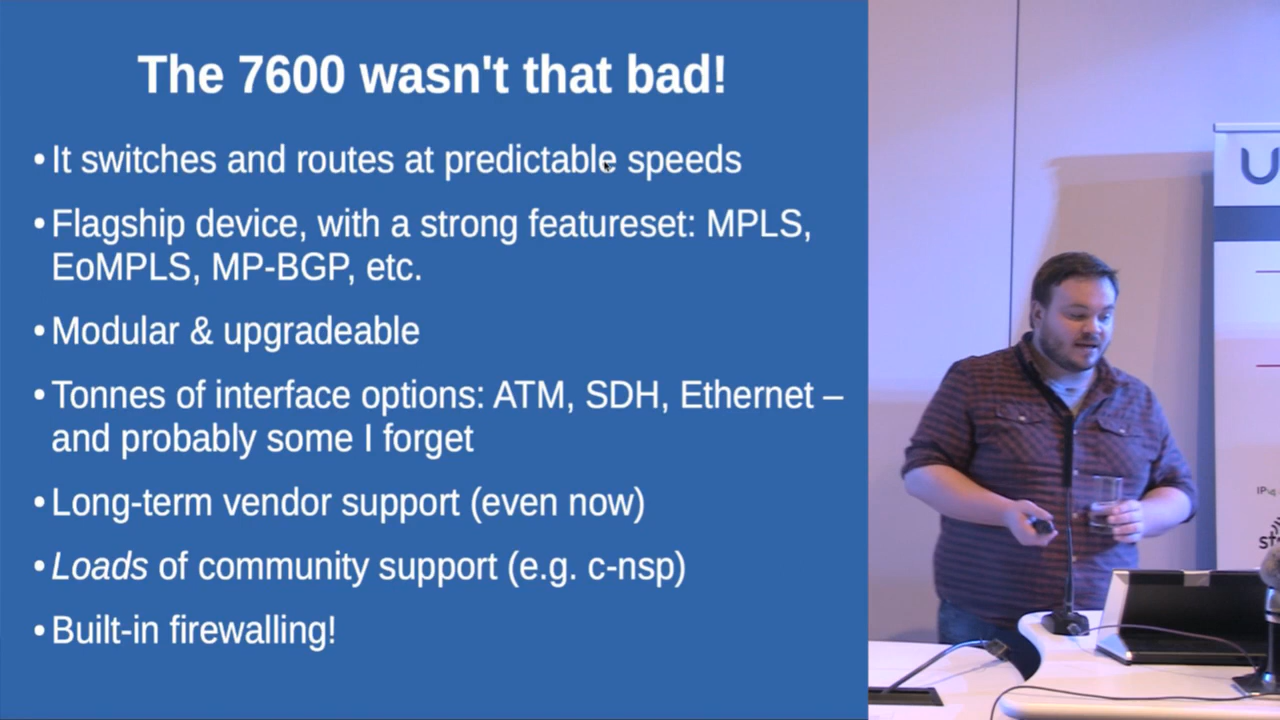 The 7600 wasn't that bad!
• It switches and routes at predictable speeds
• Flagship device, with a strong featureset: MPLS,
EoMPLS, MP-BGP, etc.
• Modular & upgradeable
• Tonnes of interface options: ATM, SDH, Ethernet –
and probably some I forget
• Long-term vendor support (even now)
• Loads of community support (e.g. c-nsp)
• Built-in firewalling!
U